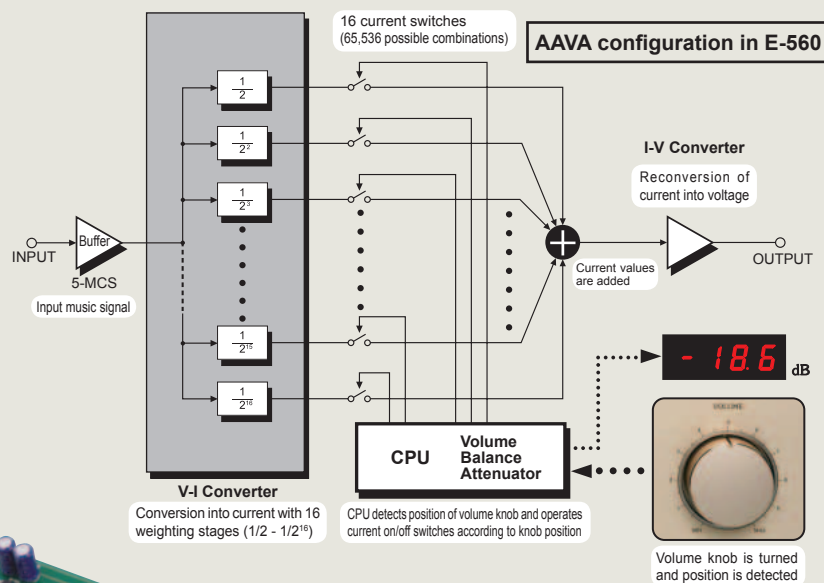 16 current switches
(65,536 possible combinations)
AAVA configuration in E-560
1/2
1/2²
1/2³
1/2¹⁵
1/2¹⁶
I-V Converter
Reconversion of
current into voltage
INPUT
Buffer
5-MCS
Input music signal
+
Current values
are added
OUTPUT
- 18.6 dB
CPU
Volume
Balance
Attenuator
VOLUME
V-I Converter
Conversion into current with 16
weighting stages (1/2 - 1/2¹⁶)
CPU detects position of volume knob and operates
current on/off switches according to knob position
Volume knob is turned
and position is detected